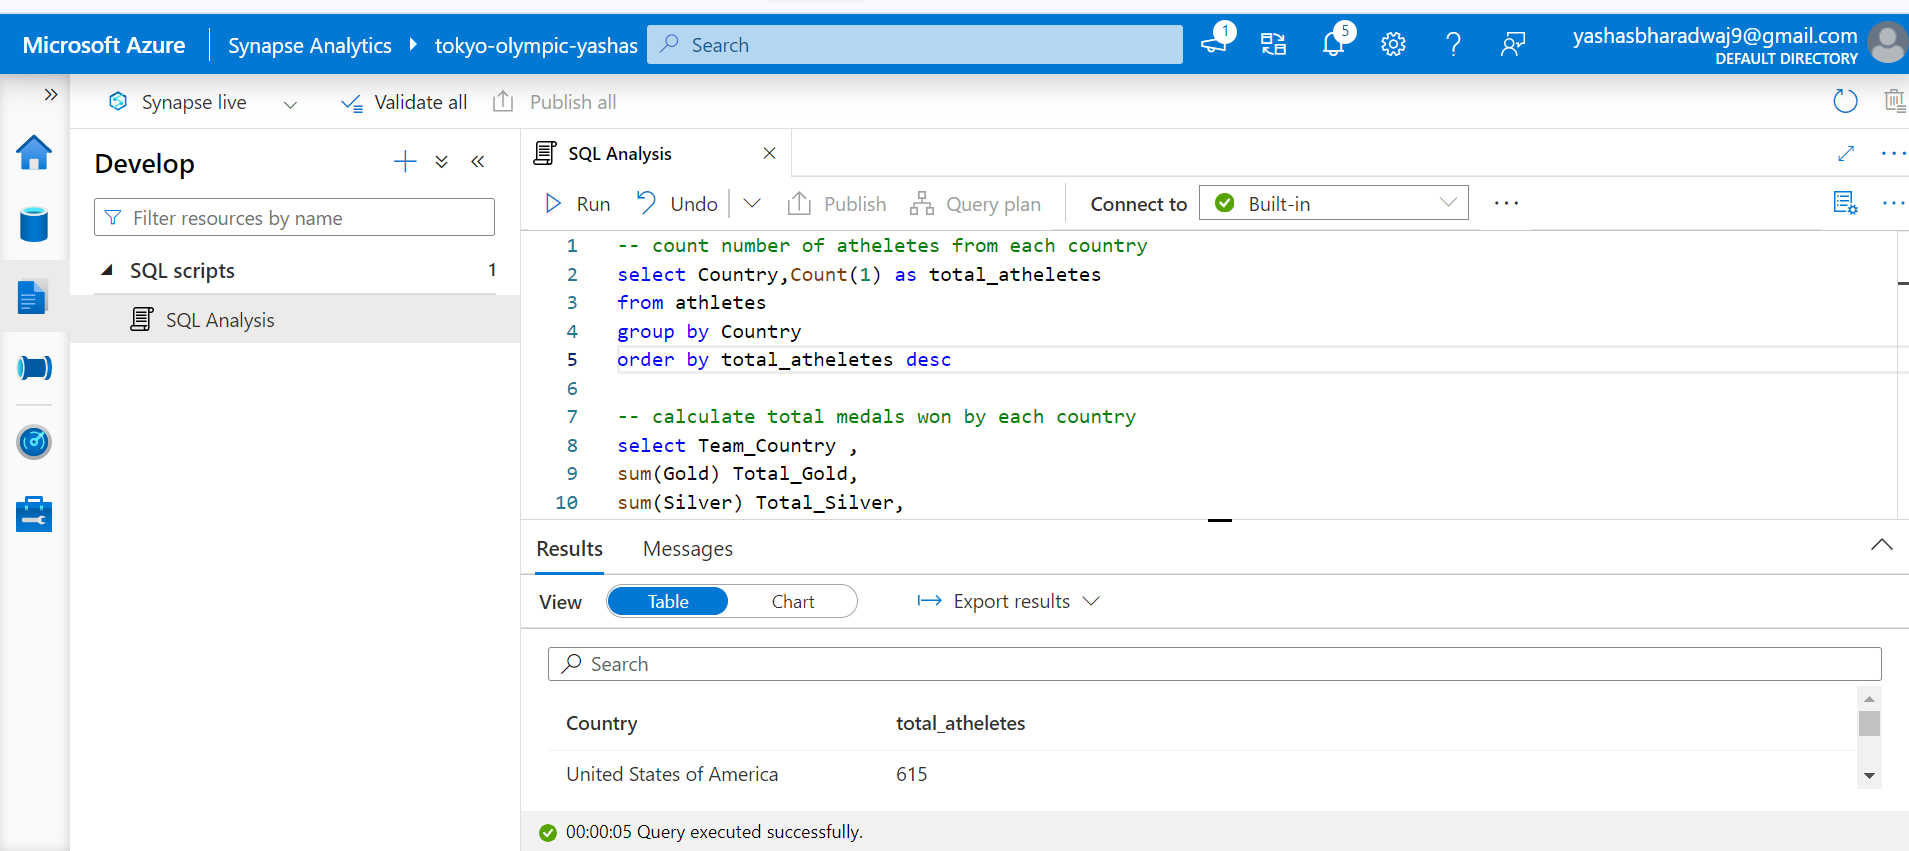 Microsoft Azure
Synapse Analytics
tokyo-olympic-yashas
Search
1
5
yashasbharadwaj9@gmail.com
DEFAULT DIRECTORY
Synapse live
Validate all
Publish all
Develop
Filter resources by name
SQL scripts 1
SQL Analysis
SQL Analysis
Run
Undo
Publish
Query plan
Connect to
Built-in
1 -- count number of atheletes from each country
2 select Country,Count(1) as total_atheletes
3 from athletes
4 group by Country
5 order by total_atheletes desc
6
7 -- calculate total medals won by each country
8 select Team_Country ,
9 sum(Gold) Total_Gold,
10 sum(Silver) Total_Silver,
Results Messages
View Table Chart Export results
Search
Country total_atheletes
United States of America 615
00:00:05 Query executed successfully.